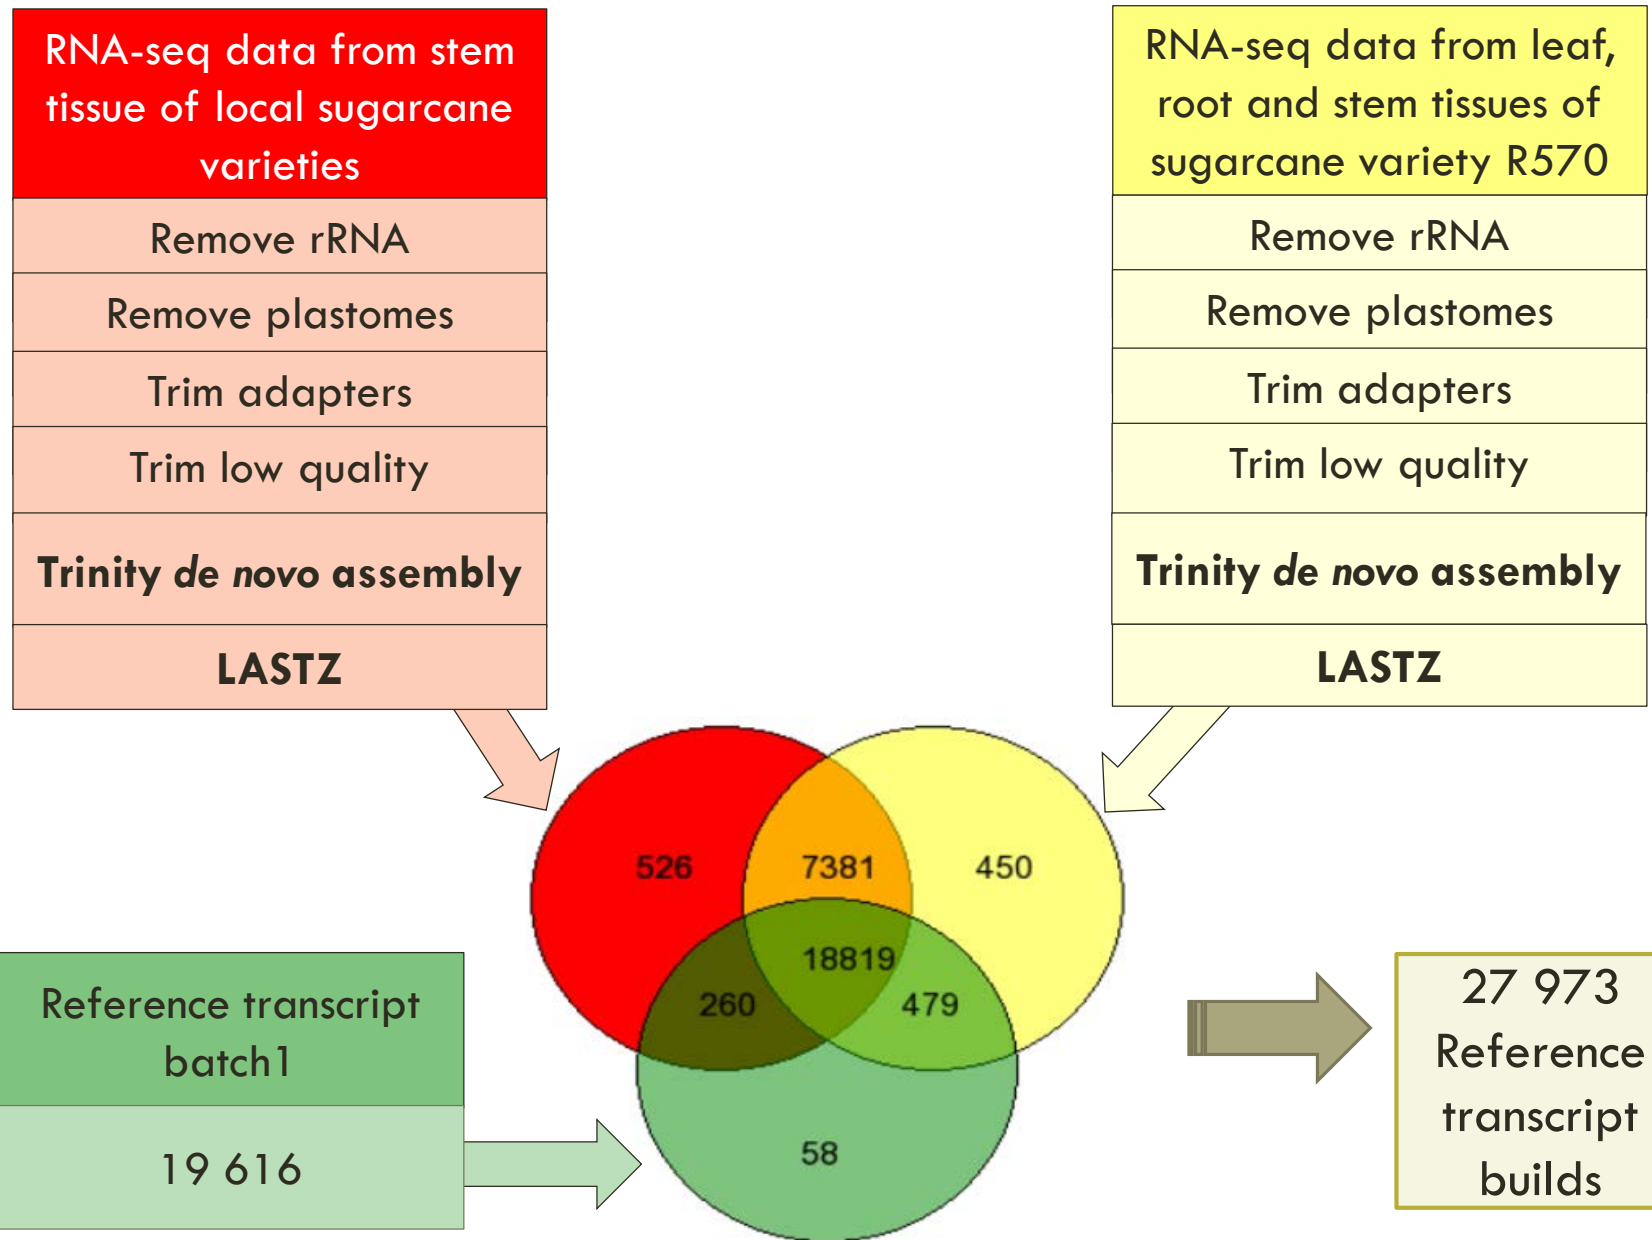 RNA-seq data from stem
tissue of local sugarcane
varieties
Remove rRNA
Remove plastomes
Trim adapters
Trim low quality
Trinity de novo assembly
LASTZ
RNA-seq data from leaf,
root and stem tissues of
sugarcane variety R570
Remove rRNA
Remove plastomes
Trim adapters
Trim low quality
Trinity de novo assembly
LASTZ
526
7381
450
18819
260
479
58
Reference transcript
batch1
19 616
27 973
Reference
transcript
builds